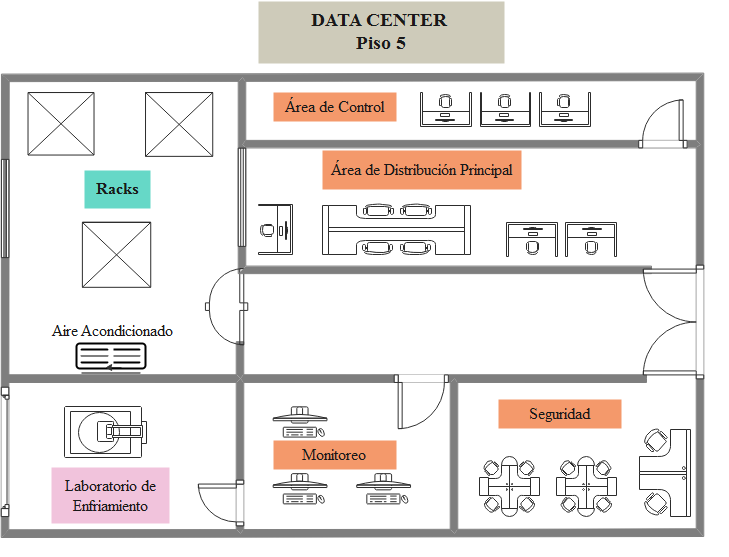 DATA CENTER
Piso 5
Área de Control
Área de Distribución Principal
Racks
Aire Acondicionado
Seguridad
Monitoreo
Laboratorio de
Enfriamiento